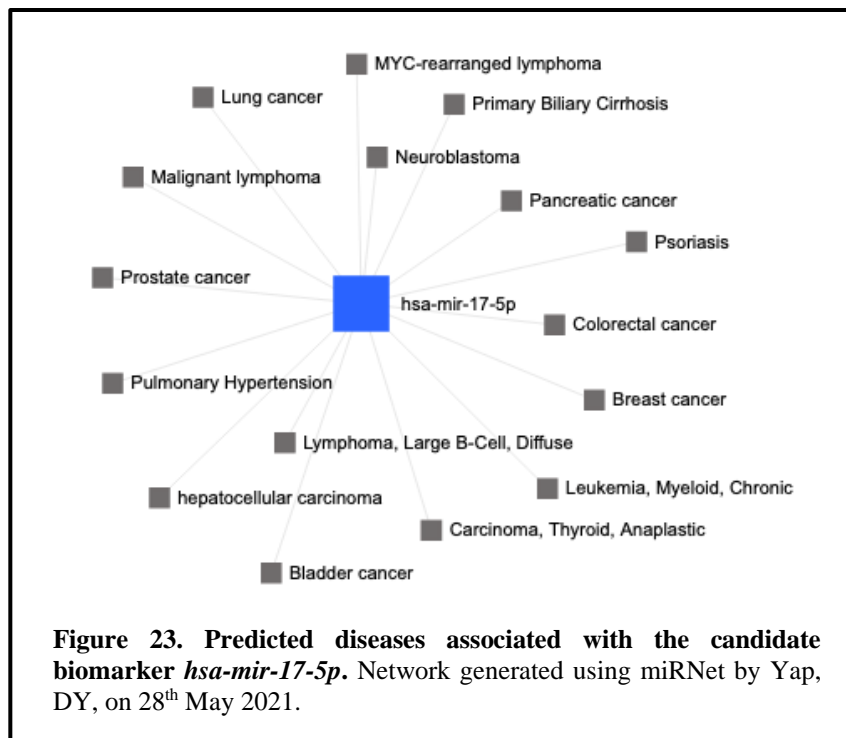 MYC-rearranged lymphoma
Lung cancer
Primary Biliary Cirrhosis
Neuroblastoma
Malignant lymphoma
Pancreatic cancer
Psoriasis
Prostate cancer
hsa-mir-17-5p
Colorectal cancer
Pulmonary Hypertension
Breast cancer
Lymphoma, Large B-Cell, Diffuse
Leukemia, Myeloid, Chronic
hepatocellular carcinoma
Carcinoma, Thyroid, Anaplastic
Bladder cancer
Figure 23. Predicted diseases associated with the candidate
biomarker hsa-mir-17-5p. Network generated using miRNet by Yap,
DY, on 28th May 2021.